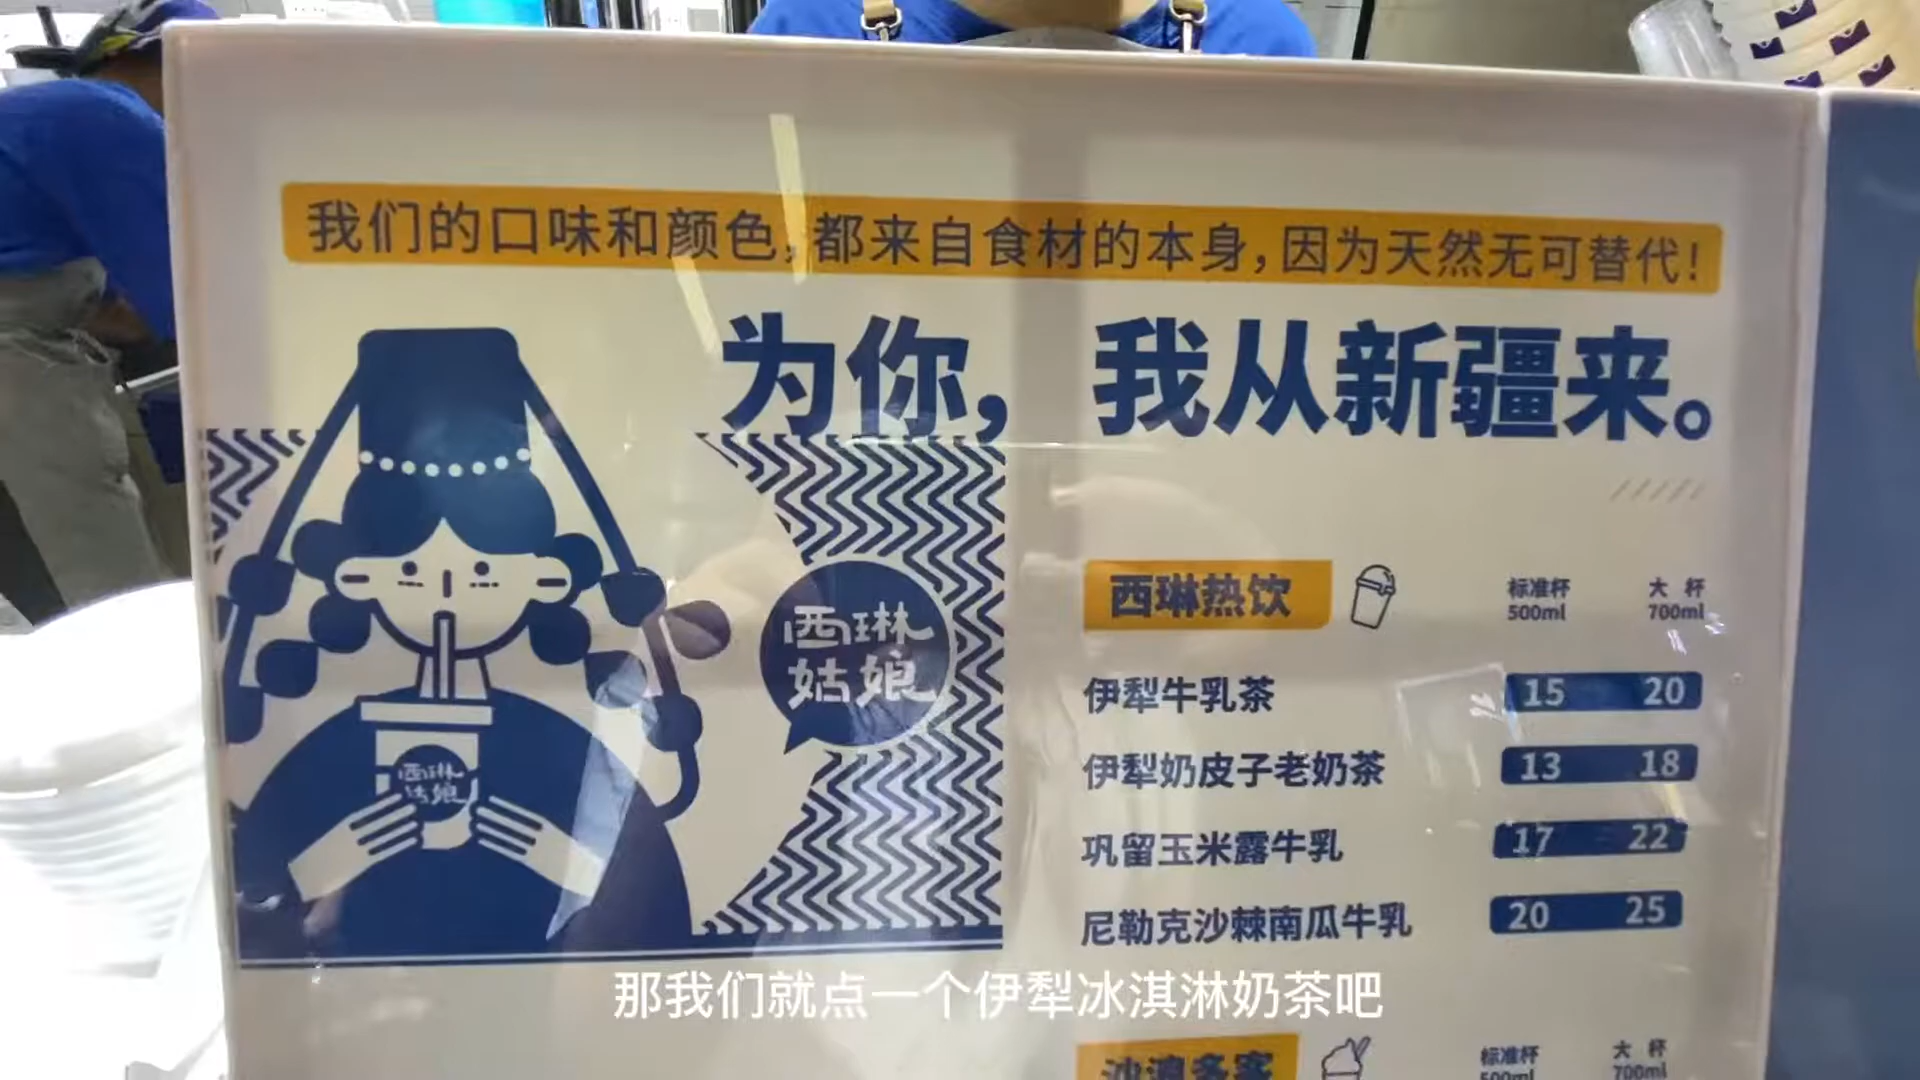 我们的口味和颜色,都来自食材的本身,因为天然无可替代!
为你,我从新疆来。
西琳姑娘
西琳姑娘
西琳热饮 标准杯 500ml 大杯 700ml
伊犁牛乳茶 15 20
伊犁奶皮子老奶茶 13 18
巩留玉米露牛乳 17 22
尼勒克沙棘南瓜牛乳 20 25
那我们就点一个伊犁冰淇淋奶茶吧
标准杯 500ml 大杯 700ml